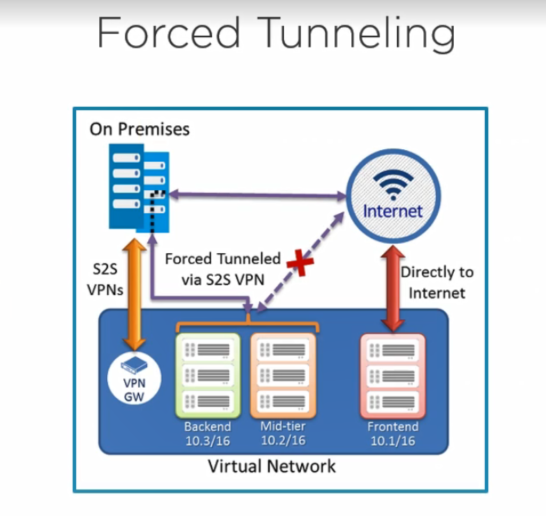 Forced Tunneling
On Premises
Internet
Forced Tunneled
via S2S VPN
S2S
VPNs
Directly to
Internet
VPN
GW
Backend
10.3/16
Mid-tier
10.2/16
Frontend
10.1/16
Virtual Network